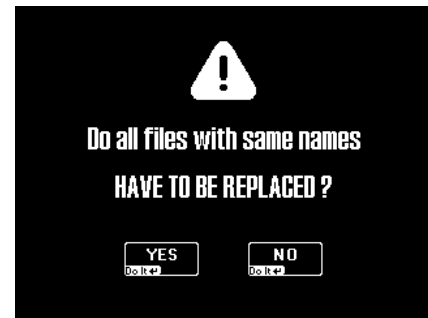 Do all files with same names
HAVE TO BE REPLACED ?
YES NO
Do It↵ Do It↵